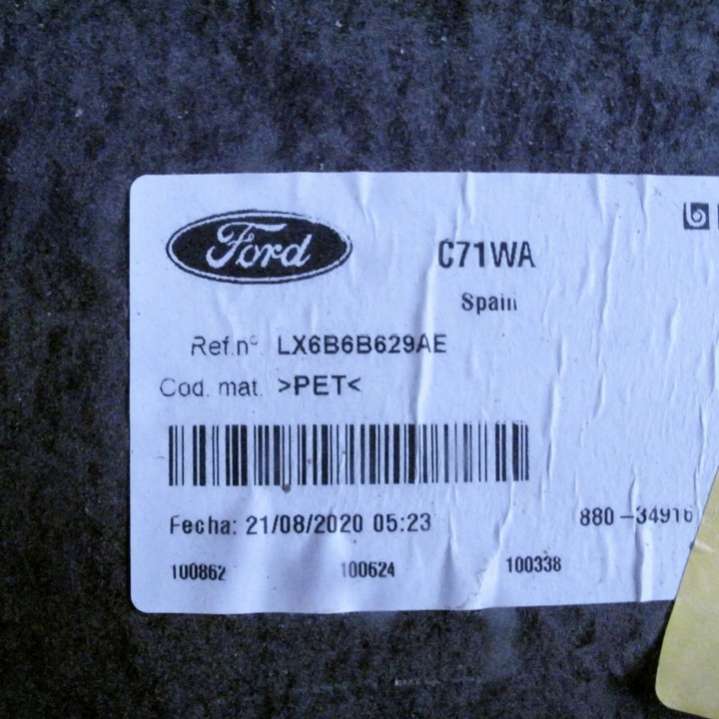 Ford
C71WA
Spain
Ref.nº. LX6B6B629AE
Cod. mat. >PET<
Fecha: 21/08/2020 05:23
880-34916
100862 100624 100338